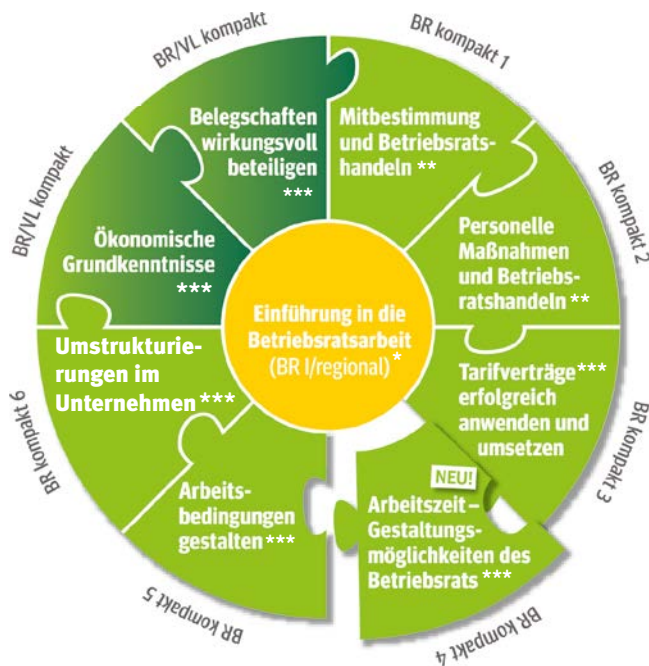 BR/VL kompakt
BR kompakt 1
Belegschaften
wirkungsvoll
beteiligen
***
Mitbestimmung
und Betriebsrats-
handeln **
BR/VL kompakt
BR kompakt 2
Ökonomische
Grundkenntnisse
***
Personelle
Maßnahmen
und Betriebs-
ratshandeln **
Einführung in die
Betriebsratsarbeit
(BR I/regional) *
Umstrukturie-
rungen im
Unternehmen ***
Tarifverträge ***
erfolgreich
anwenden und
umsetzen
BR kompakt 6
BR kompakt 3
Arbeits-
bedingungen
gestalten ***
NEU!
Arbeitszeit –
Gestaltungs-
möglichkeiten des
Betriebsrats ***
BR kompakt 5
BR kompakt 4